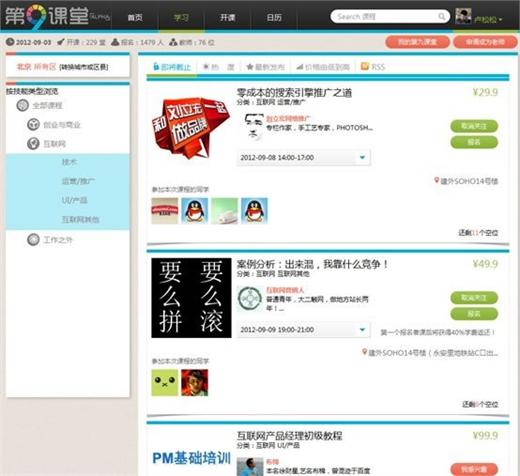 第9课堂 ALPHA 首页 学习 开课 日历 Search 课程 卢松松
2012-09-03 开课：229 堂 报名：1479 人 教师：76 位 我的第九课堂 申请成为老师
北京 所有区 [转换城市或区县]
按技能类型浏览
全部课程
创业与商业
互联网
技术
运营/推广
UI/产品
互联网其他
工作之外
即将截止 热 度 最新发布 价格由低到高 RSS
和刘立宏一起做品牌
零成本的搜索引擎推广之道 ¥29.9
分类：互联网 运营/推广
创立宏网络推广
专栏作家，手工艺专家，PHOTOSH...
取消关注
报名
2012-09-08 14:00-17:00
建外SOHO14号楼
参加本次课程的同学
还剩11个空位
要么拼
要么滚
案例分析：出来混，我靠什么竞争！ ¥49.9
分类：互联网 互联网其他
互联网营销人
普通青年，大二触网，做地方站长两
年！...
取消关注
报名
2012-09-09 19:00-21:00
第一个报名者课后将获得40%学费返还！
建外SOHO14号楼（永安里地铁站C口出...
参加本次课程的同学
个空位
PM基础培训
互联网产品经理初级教程 ¥99.9
分类：互联网 UI/产品
布棉
本名徐财星,艺名布棉，曾混迹于百度
我感兴趣